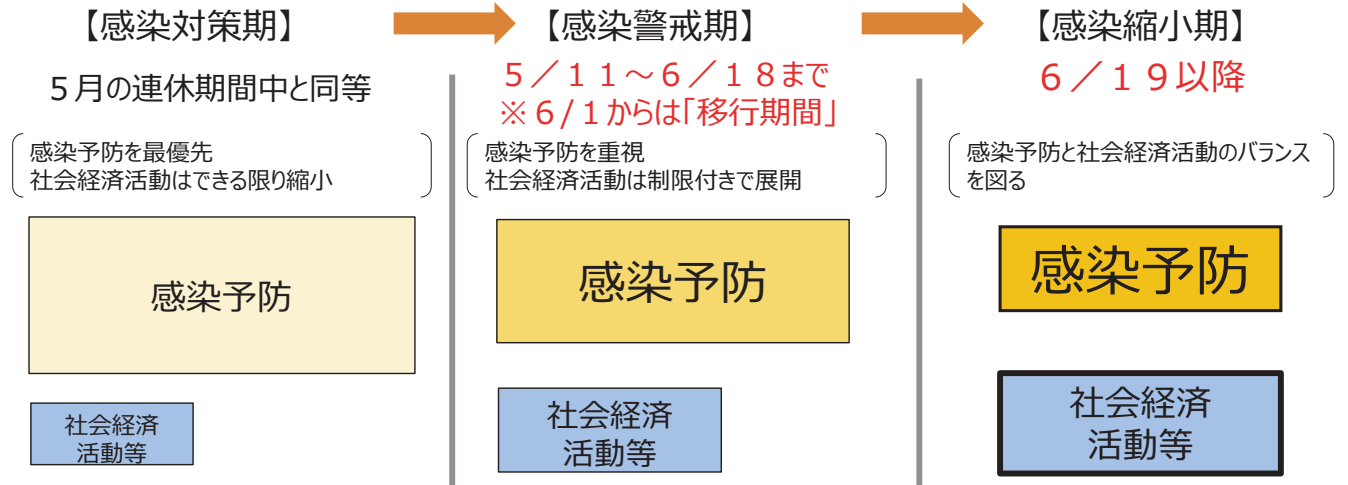 【感染対策期】
５月の連休期間中と同等
感染予防を最優先
社会経済活動はできる限り縮小
感染予防
社会経済
活動等
【感染警戒期】
５／１１～６／１８まで
※６/１からは「移行期間」
感染予防を重視
社会経済活動は制限付きで展開
感染予防
社会経済
活動等
【感染縮小期】
６／１９以降
感染予防と社会経済活動のバランス
を図る
感染予防
社会経済
活動等